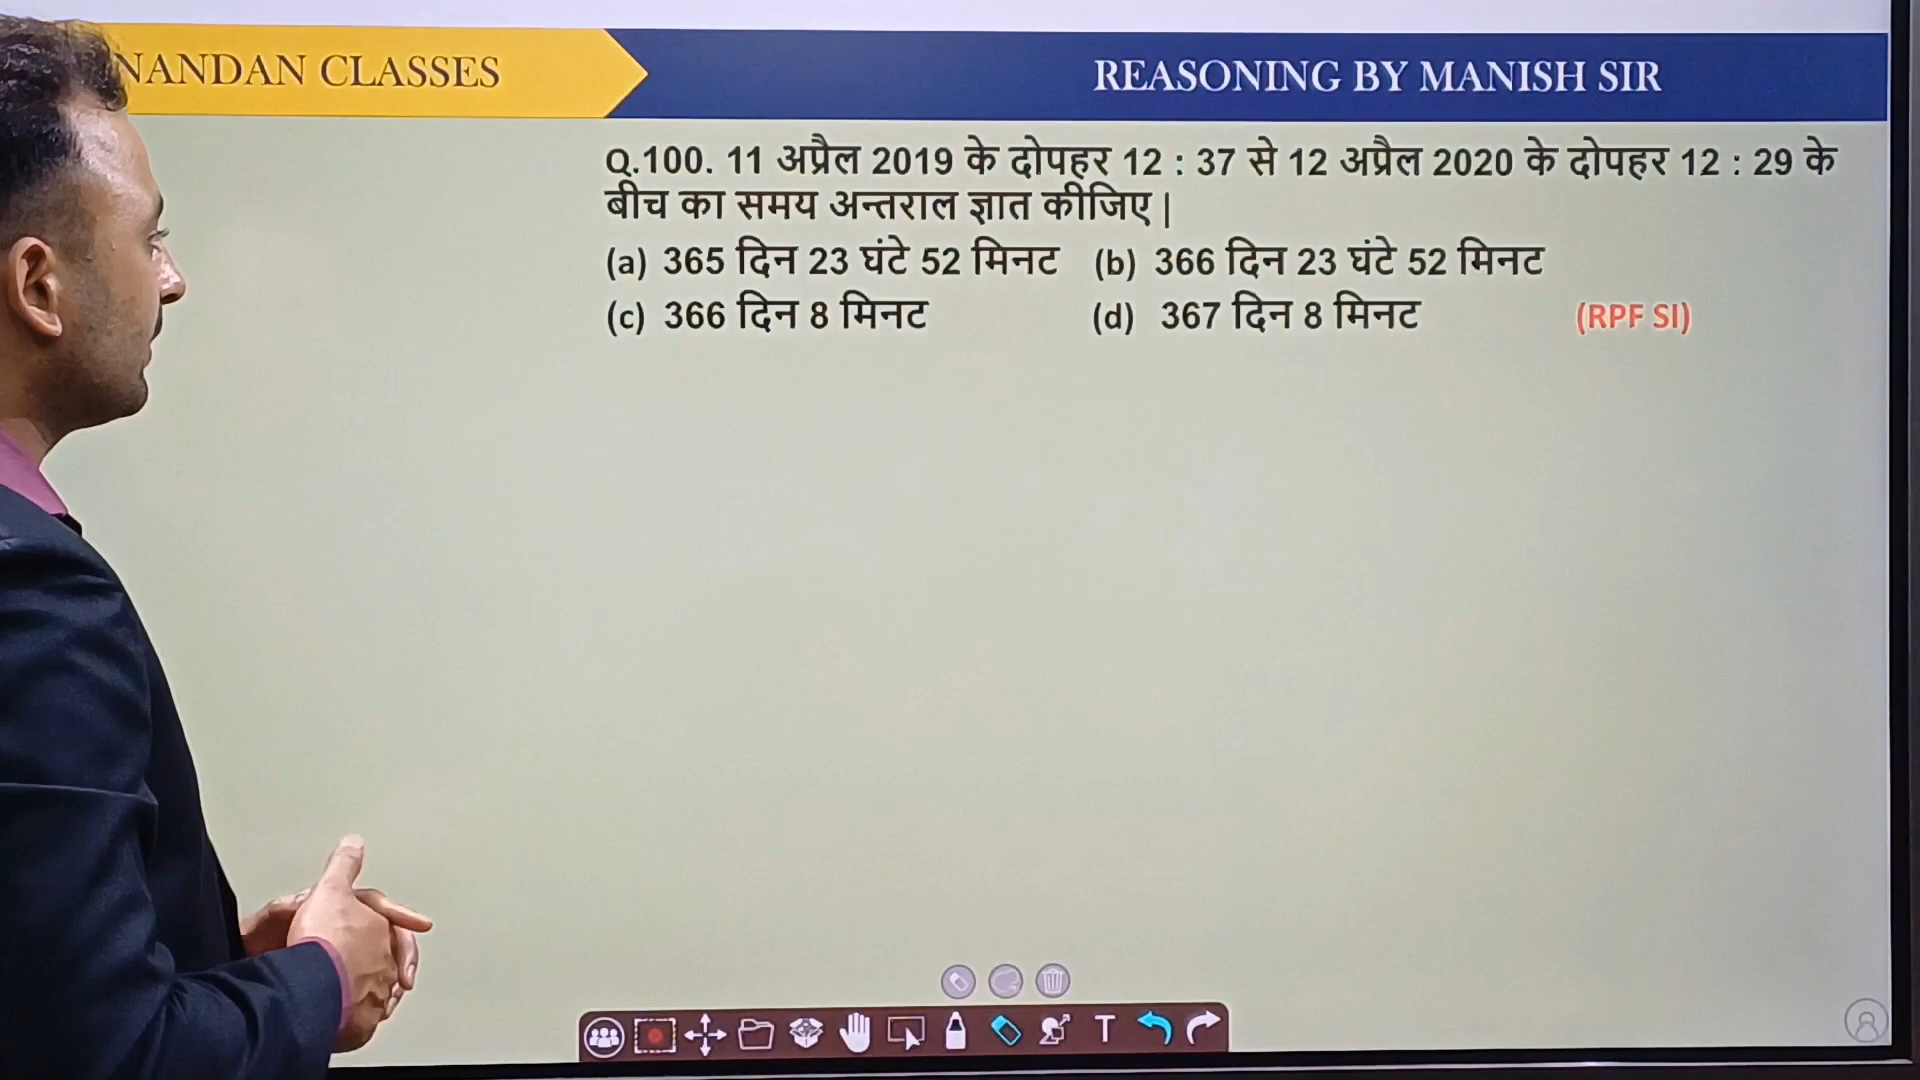 NANDAN CLASSES
REASONING BY MANISH SIR
Q.100. 11 अप्रैल 2019 के दोपहर 12 : 37 से 12 अप्रैल 2020 के दोपहर 12 : 29 के
बीच का समय अन्तराल ज्ञात कीजिए |
(a) 365 दिन 23 घंटे 52 मिनट (b) 366 दिन 23 घंटे 52 मिनट
(c) 366 दिन 8 मिनट (d) 367 दिन 8 मिनट (RPF SI)
T